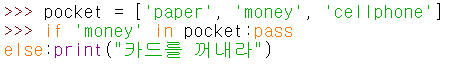 >>> pocket = ['paper', 'money', 'cellphone']
>>> if 'money' in pocket:pass
else:print("카드를 꺼내라")